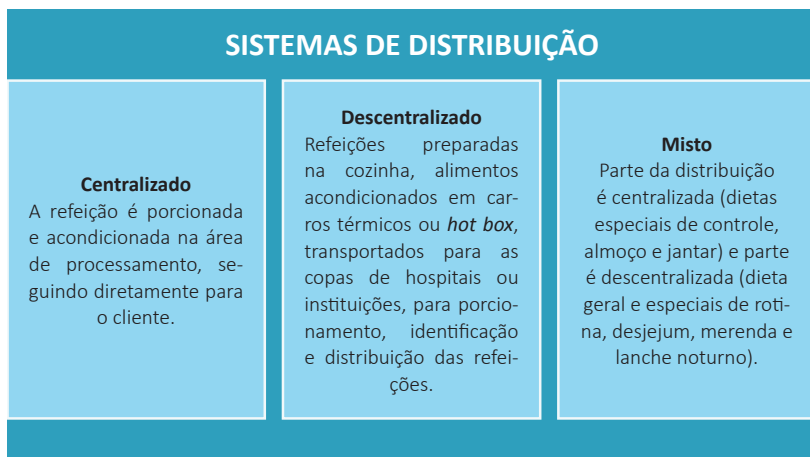 SISTEMAS DE DISTRIBUIÇÃO
Centralizado
A refeição é porcionada
e acondicionada na área
de processamento, se-
guindo diretamente para
o cliente.
Descentralizado
Refeições preparadas
na cozinha, alimentos
acondicionados em car-
ros térmicos ou hot box,
transportados para as
copas de hospitais ou
instituições, para porcio-
namento, identificação
e distribuição das refei-
ções.
Misto
Parte da distribuição
é centralizada (dietas
especiais de controle,
almoço e jantar) e parte
é descentralizada (dieta
geral e especiais de roti-
na, desjejum, merenda e
lanche noturno).